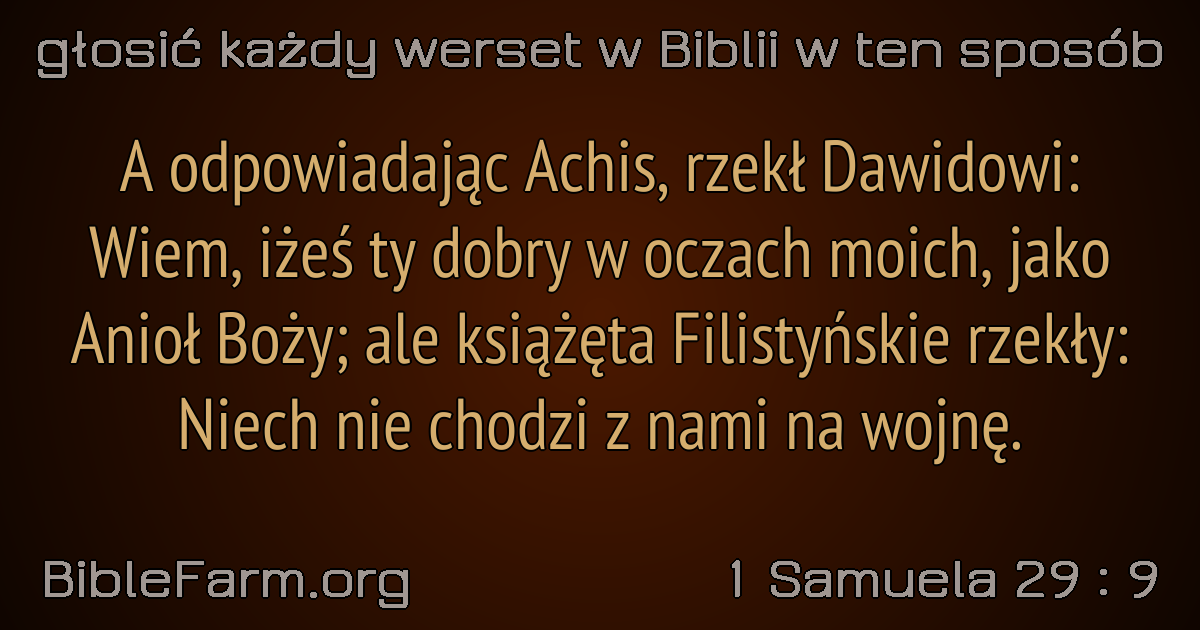 głosić każdy werset w Biblii w ten sposób
A odpowiadając Achis, rzekł Dawidowi:
Wiem, iżeś ty dobry w oczach moich, jako
Anioł Boży; ale książęta Filistyńskie rzekły:
Niech nie chodzi z nami na wojnę.
BibleFarm.org
1 Samuela 29 : 9